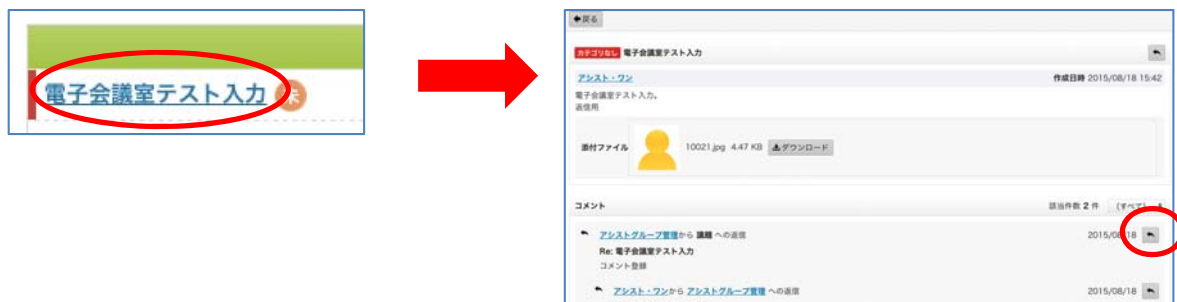 電子会議室テスト入力 未
戻る
カテゴリなし 電子会議室テスト入力
アシスト・ワン 作成日時 2015/08/18 15:42
電子会議室テスト入力。
返信用
添付ファイル 10021.jpg 4.47 KB ダウンロード
コメント 該当件数 2 件 (すべて)
アシストグループ管理から 議題 への返信 2015/08/18
Re: 電子会議室テスト入力
コメント登録
アシスト・ワンから アシストグループ管理 への返信 2015/08/18